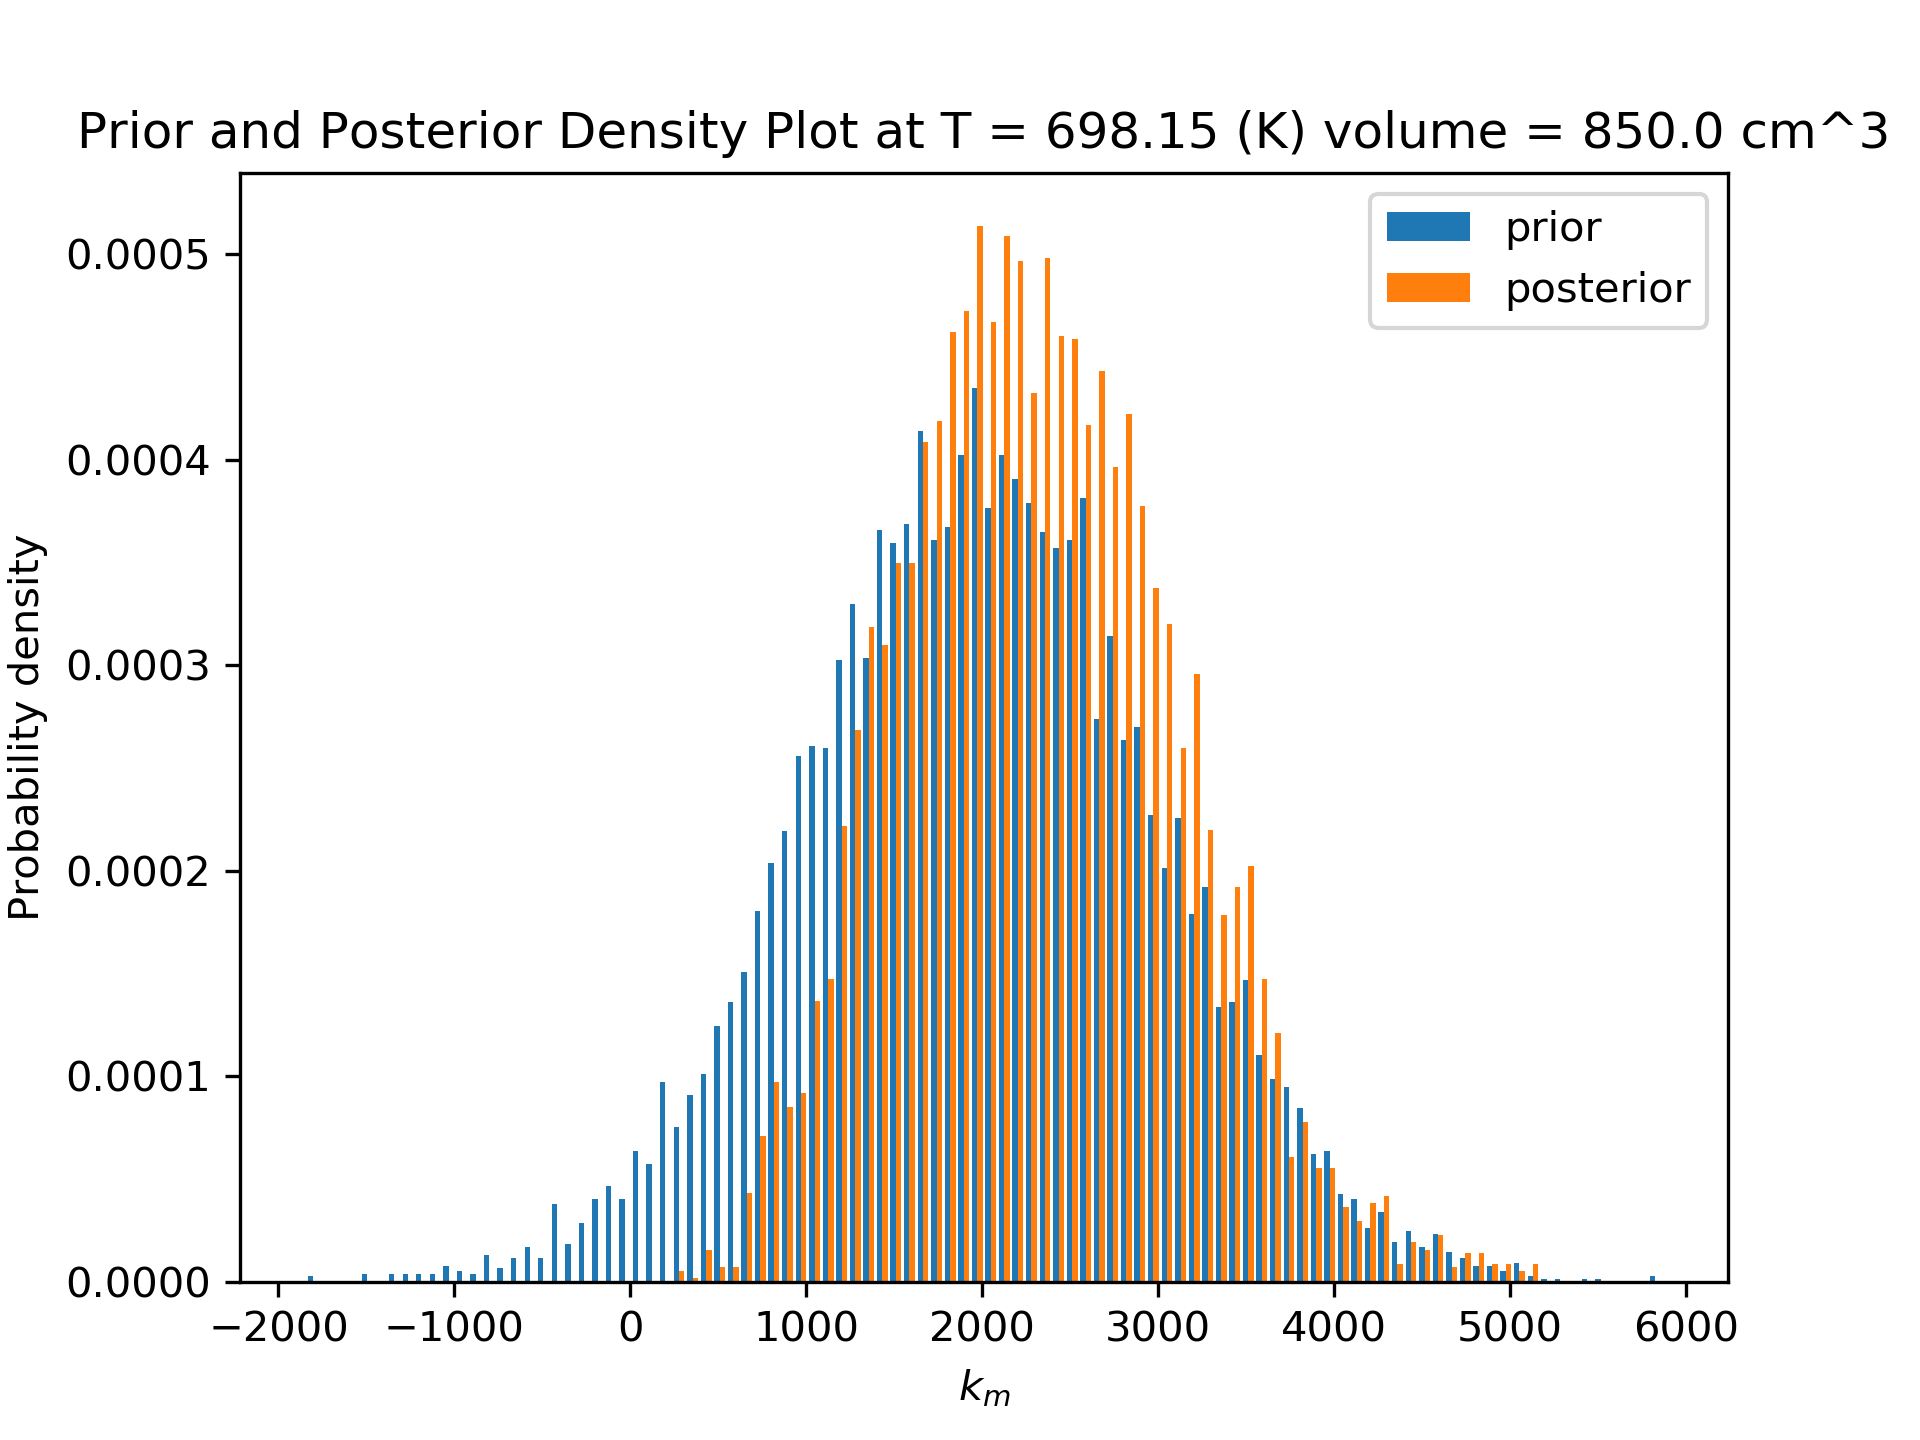 Prior and Posterior Density Plot at T = 698.15 (K) volume = 850.0 cm^3
prior
posterior
0.0005
0.0004
0.0003
0.0002
0.0001
0.0000
Probability density
−2000 −1000 0 1000 2000 3000 4000 5000 6000
k_m